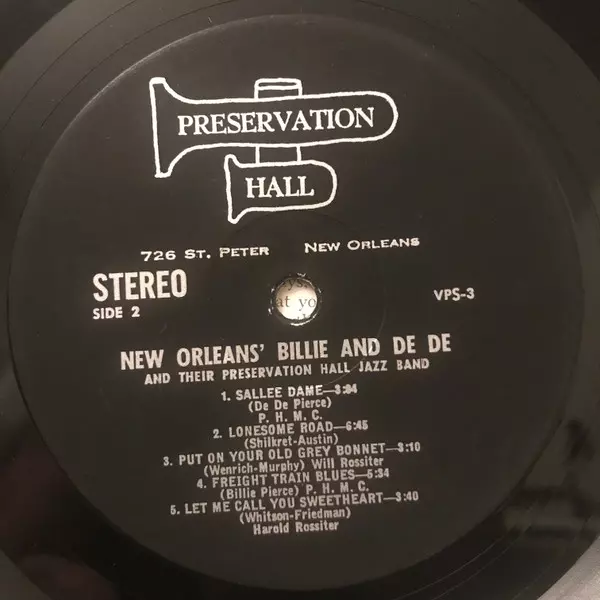 PRESERVATION
HALL
726 ST. PETER NEW ORLEANS
STEREO
SIDE 2
VPS-3
NEW ORLEANS' BILLIE AND DE DE
AND THEIR PRESERVATION HALL JAZZ BAND
1. SALLEE DAME—3:34
(De De Pierce)
P. H. M. C.
2. LONESOME ROAD—6:45
(Shilkret-Austin)
3. PUT ON YOUR OLD GREY BONNET—3:10
(Wenrich-Murphy) Will Rossiter
4. FREIGHT TRAIN BLUES—5:34
(Billie Pierce) P. H. M. C.
5. LET ME CALL YOU SWEETHEART—3:40
(Whitson-Friedman)
Harold Rossiter